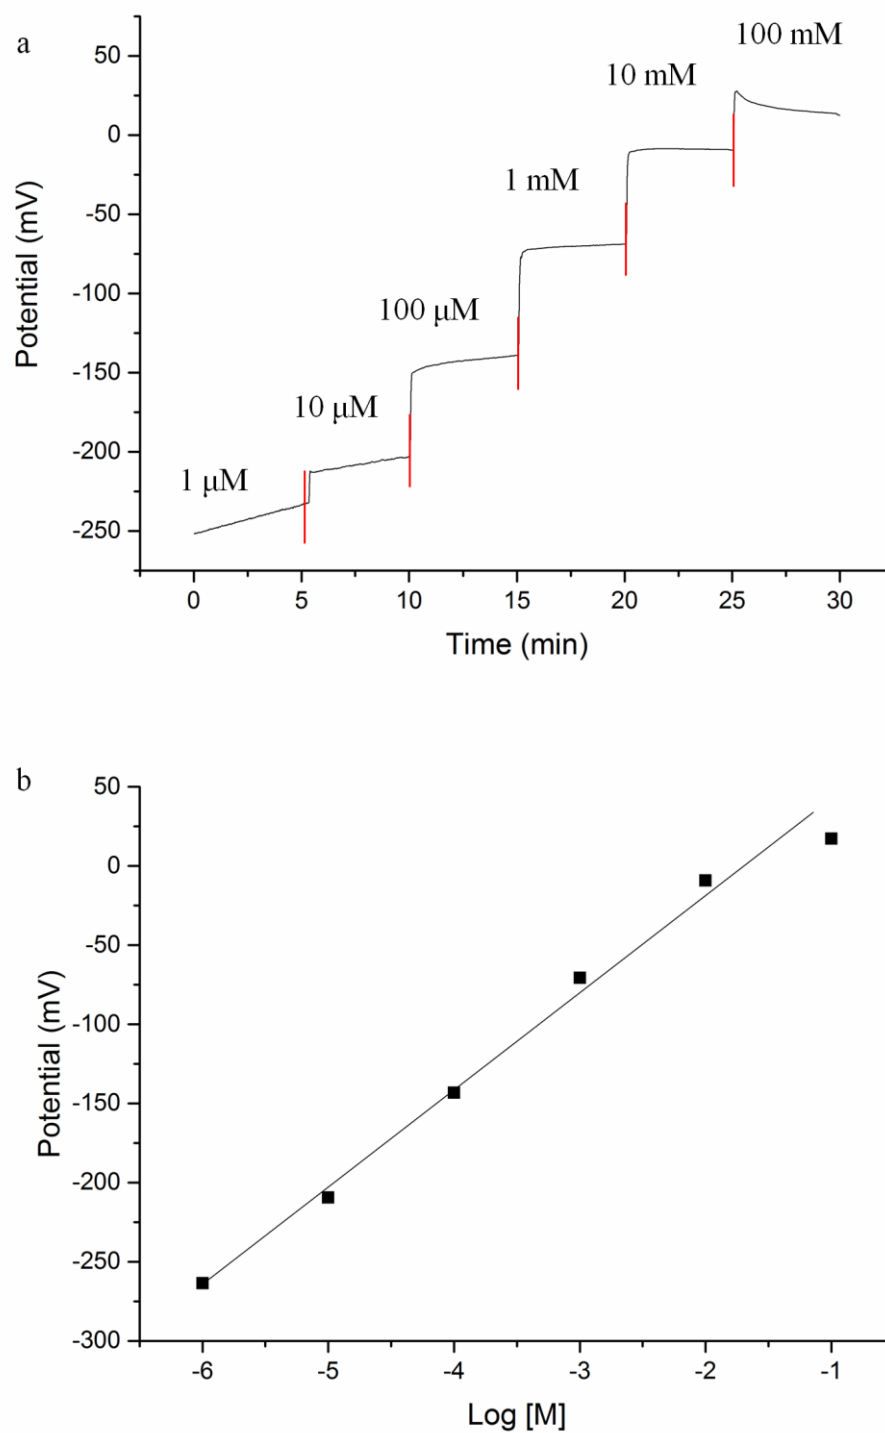 a
100 mM
10 mM
1 mM
100 μM
10 μM
1 μM
50
0
-50
-100
-150
-200
-250
Potential (mV)
0 5 10 15 20 25 30
Time (min)
b
50
0
-50
-100
-150
-200
-250
-300
Potential (mV)
-6 -5 -4 -3 -2 -1
Log [M]